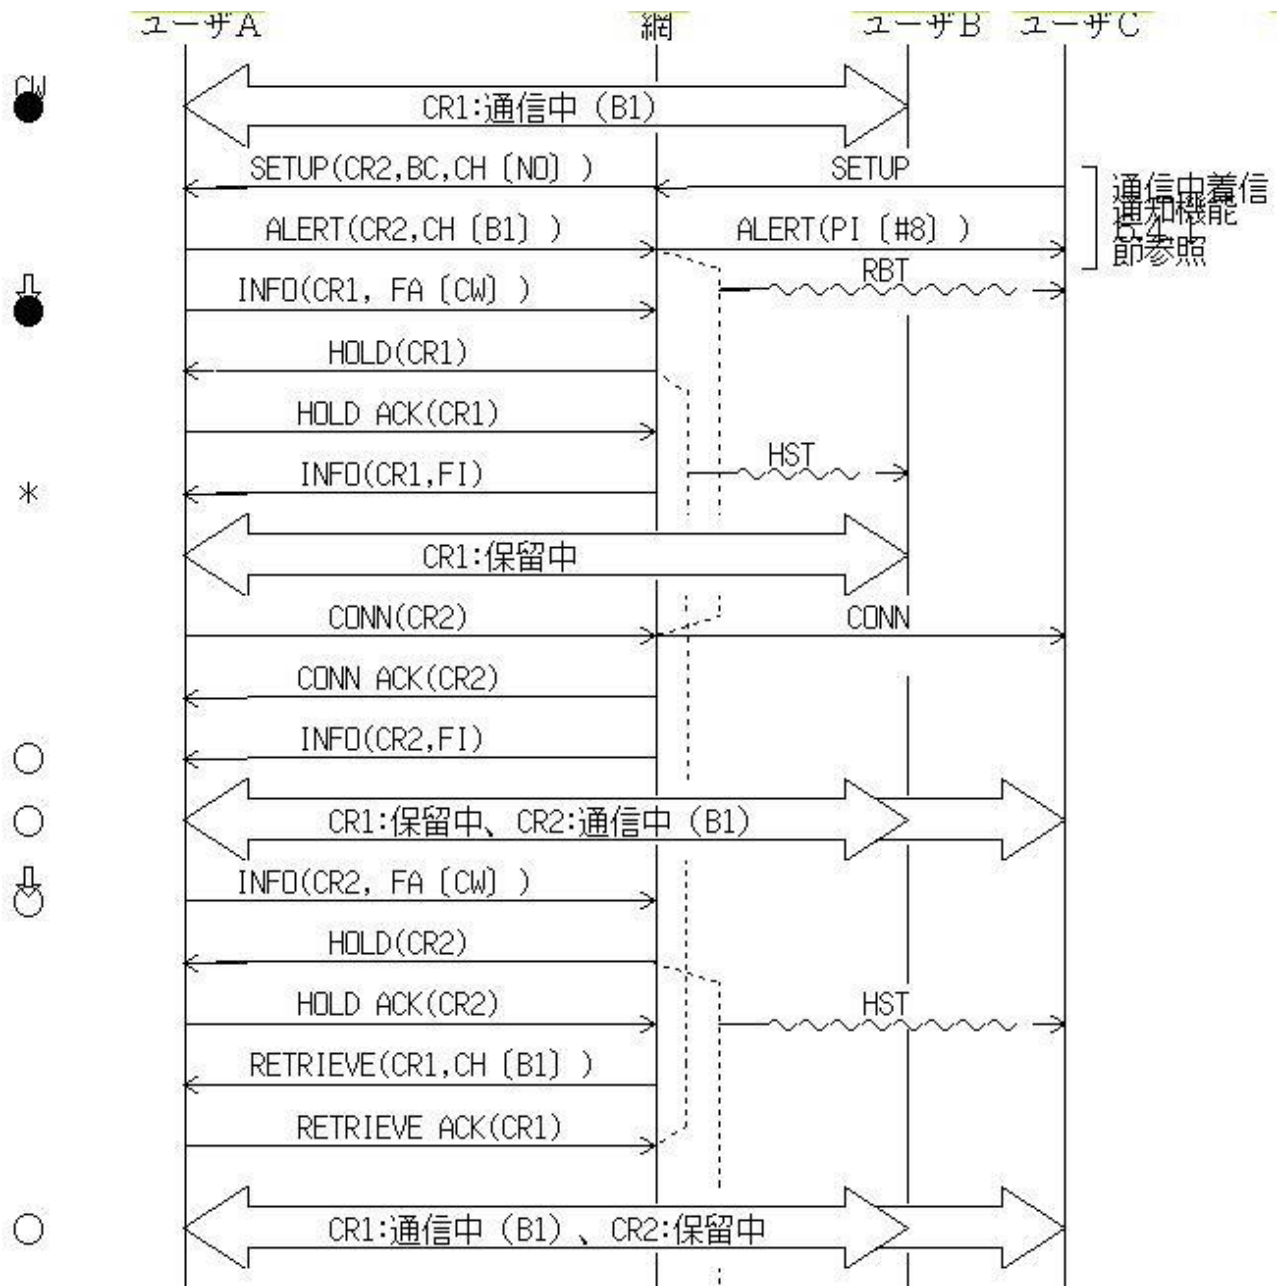 ユーザA 網 ユーザB ユーザC
CW
CR1:通信中 (B1)
SETUP(CR2,BC,CH [NO] ) SETUP
通信中着信
通知機能
5.4.1
節参照
ALERT(CR2,CH [B1] ) ALERT(PI [#8] )
RBT
INFO(CR1, FA [CW] )
HOLD(CR1)
HOLD ACK(CR1)
HST
INFO(CR1,FI)
*
CR1:保留中
CONN(CR2) CONN
CONN ACK(CR2)
INFO(CR2,FI)
CR1:保留中、CR2:通信中 (B1)
INFO(CR2, FA [CW] )
HOLD(CR2)
HOLD ACK(CR2) HST
RETRIEVE(CR1,CH [B1] )
RETRIEVE ACK(CR1)
CR1:通信中 (B1) 、CR2:保留中